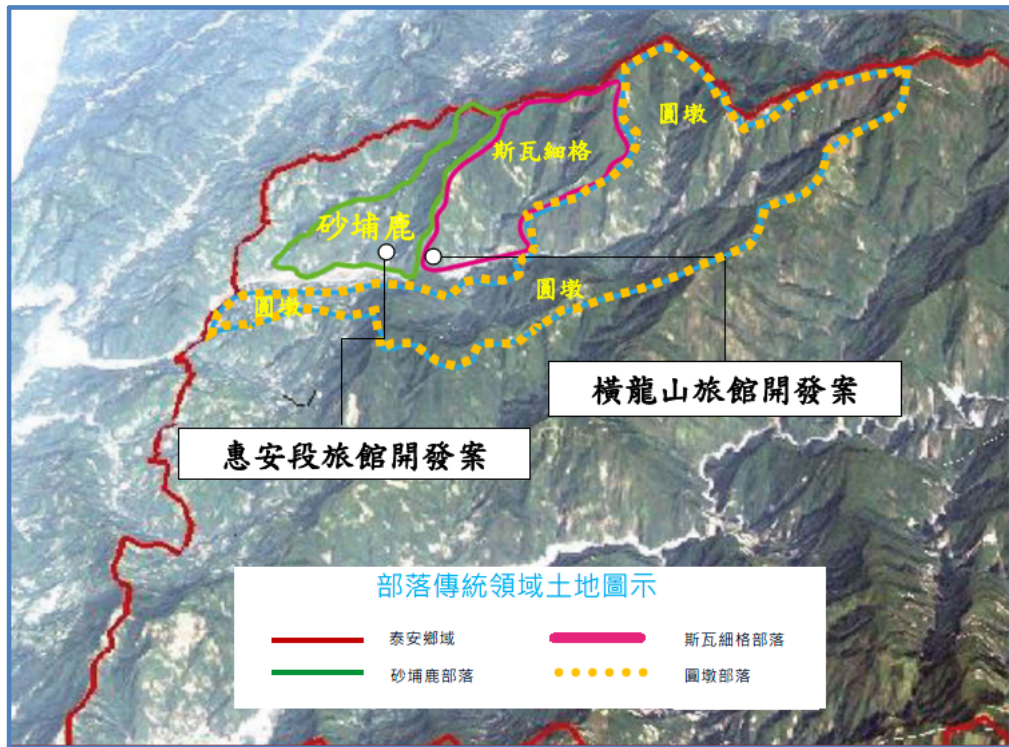 圓墩
斯瓦細格
砂埔鹿
圓墩
圓墩
橫龍山旅館開發案
惠安段旅館開發案
部落傳統領域土地圖示
泰安鄉域
斯瓦細格部落
砂埔鹿部落
圓墩部落